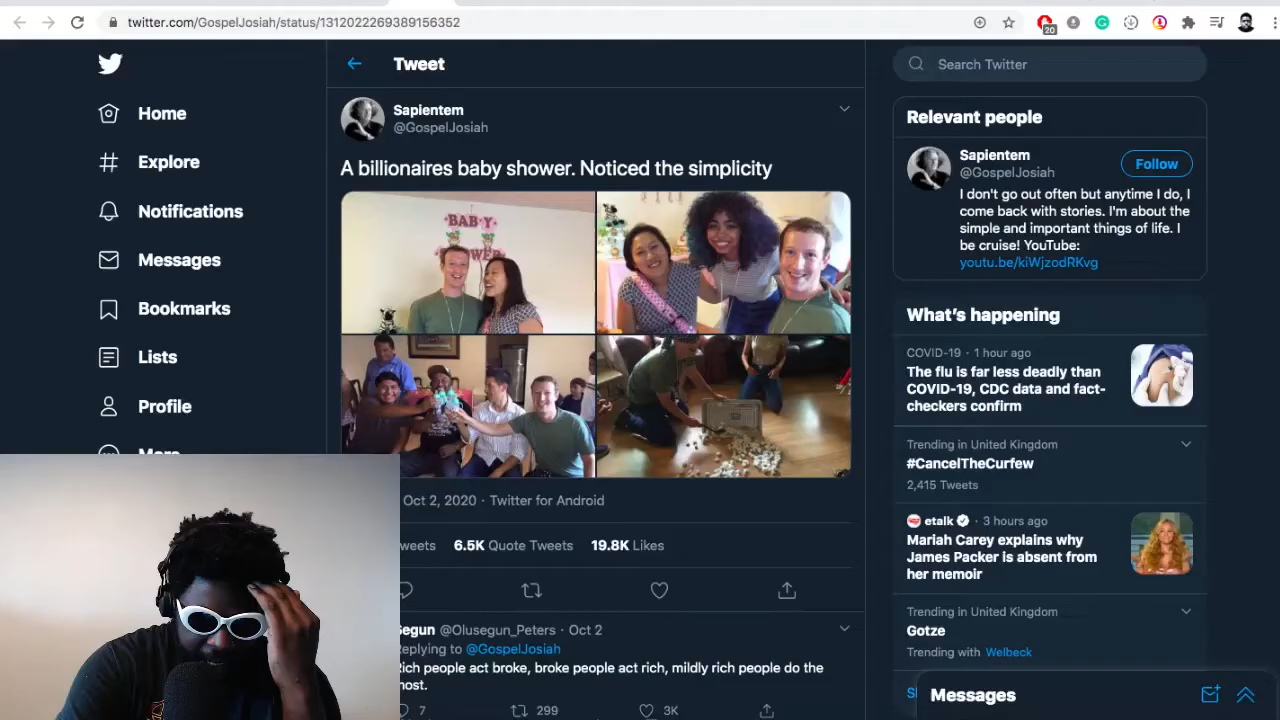 twitter.com/GospelJosiah/status/1312022269389156352
20
Home
Explore
Notifications
Messages
Bookmarks
Lists
Profile
More
Tweet
Sapientem
@GospelJosiah
A billionaires baby shower. Noticed the simplicity
BABY
Oct 2, 2020 · Twitter for Android
weets 6.5K Quote Tweets 19.8K Likes
Segun @Olusegun_Peters · Oct 2
Replying to @GospelJosiah
Rich people act broke, broke people act rich, mildly rich people do the
most.
7 299 3K
Search Twitter
Relevant people
Sapientem
@GospelJosiah
Follow
I don't go out often but anytime I do, I
come back with stories. I'm about the
simple and important things of life. I
be cruise! YouTube:
youtu.be/kiWjzodRKvg
What's happening
COVID-19 · 1 hour ago
The flu is far less deadly than
COVID-19, CDC data and fact-
checkers confirm
Trending in United Kingdom
#CancelTheCurfew
2,415 Tweets
etalk · 3 hours ago
Mariah Carey explains why
James Packer is absent from
her memoir
Trending in United Kingdom
Gotze
Trending with Welbeck
Messages